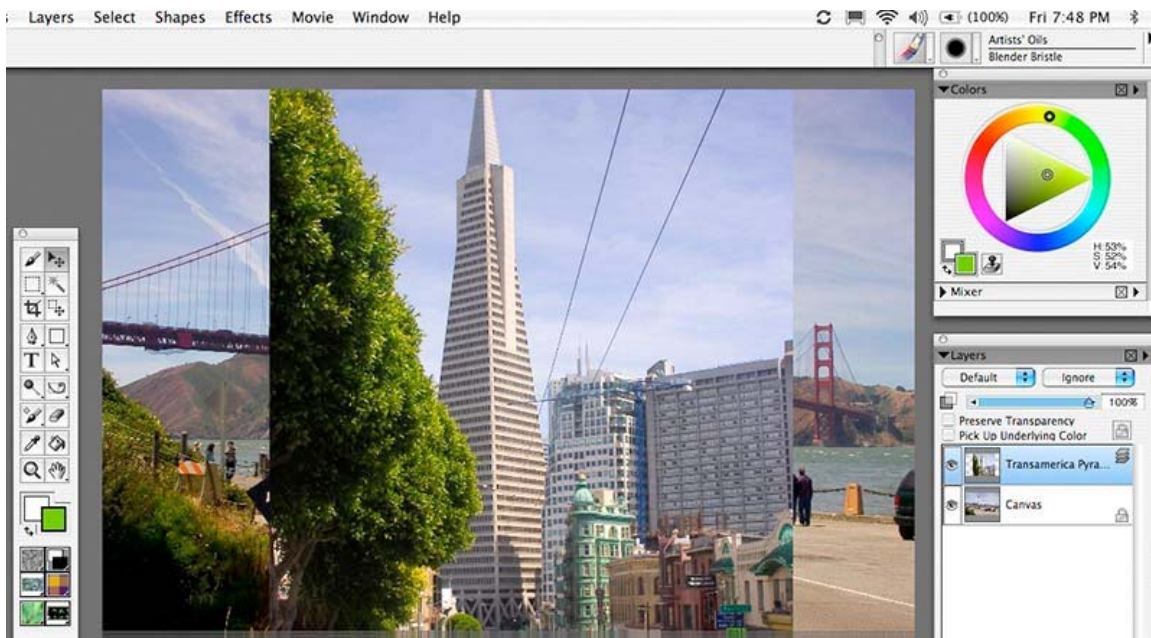 Layers Select Shapes Effects Movie Window Help (100%) Fri 7:48 PM
Artists' Oils
Blender Bristle
Colors
H:53%
S:52%
V:54%
Mixer
Layers
Default Ignore
100%
Preserve Transparency
Pick Up Underlying Color
Transamerica Pyra...
Canvas
T